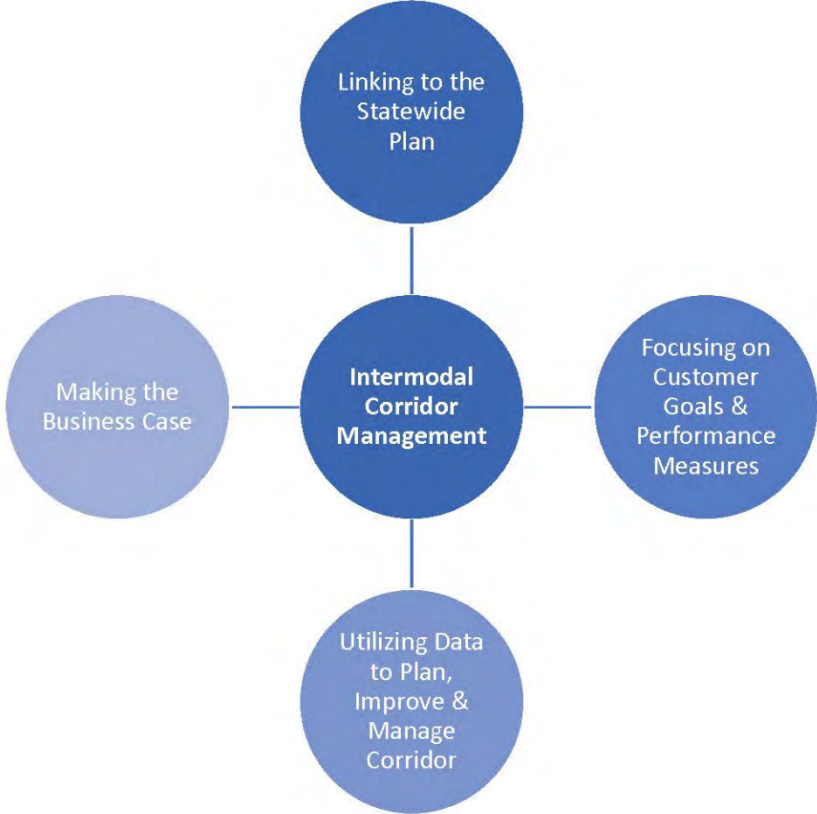 Linking to the
Statewide
Plan
Making the
Business Case
Intermodal
Corridor
Management
Focusing on
Customer
Goals &
Performance
Measures
Utilizing Data
to Plan,
Improve &
Manage
Corridor